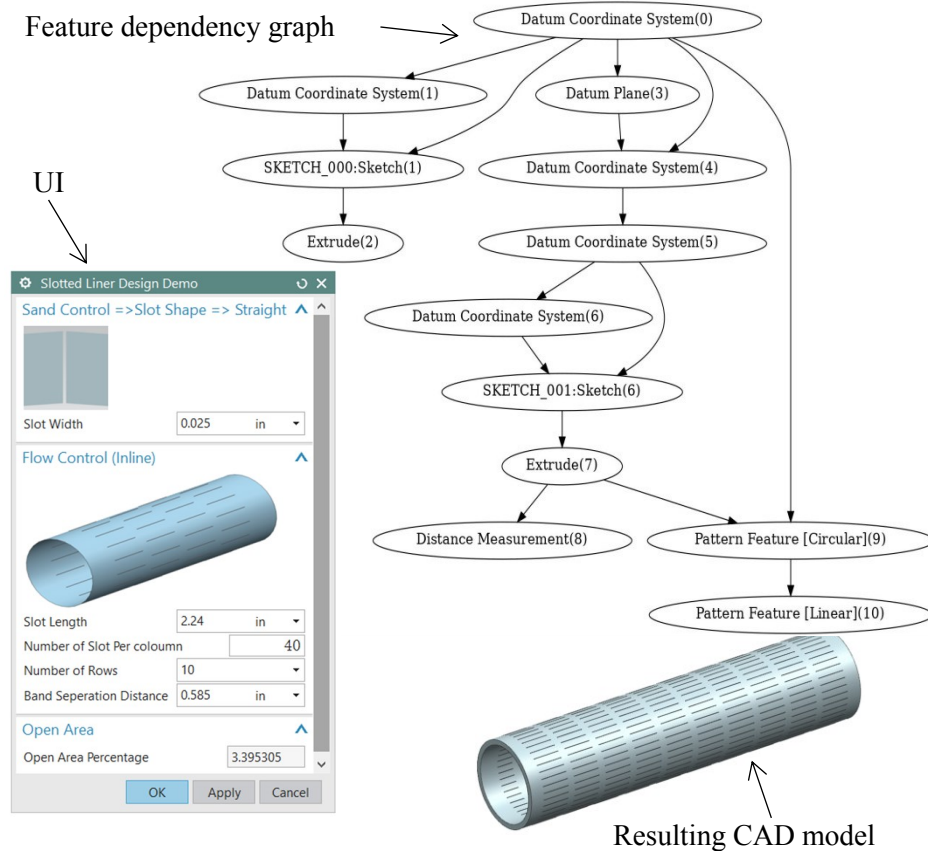 Feature dependency graph
Datum Coordinate System(0)
Datum Coordinate System(1)
Datum Plane(3)
SKETCH_000:Sketch(1)
Datum Coordinate System(4)
UI
Extrude(2)
Datum Coordinate System(5)
Datum Coordinate System(6)
SKETCH_001:Sketch(6)
Extrude(7)
Distance Measurement(8)
Pattern Feature [Circular](9)
Pattern Feature [Linear](10)
Slotted Liner Design Demo
Sand Control =>Slot Shape => Straight
Slot Width 0.025 in
Flow Control (Inline)
Slot Length 2.24 in
Number of Slot Per coloumn 40
Number of Rows 10
Band Seperation Distance 0.585 in
Open Area
Open Area Percentage 3.395305
OK Apply Cancel
Resulting CAD model